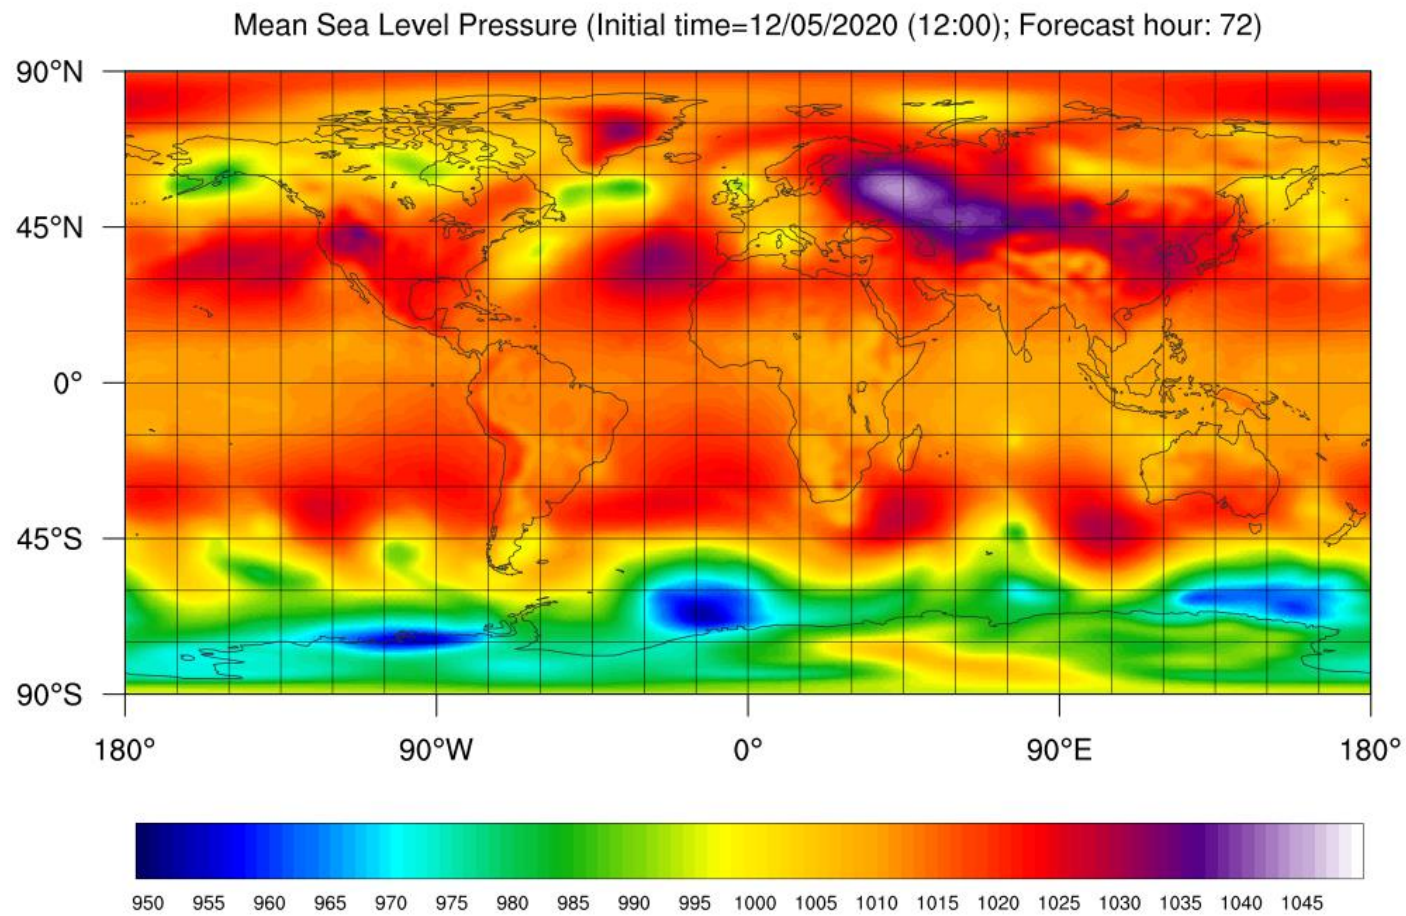 Mean Sea Level Pressure (Initial time=12/05/2020 (12:00); Forecast hour: 72)
90°N
45°N
0°
45°S
90°S
180° 90°W 0° 90°E 180°
950 955 960 965 970 975 980 985 990 995 1000 1005 1010 1015 1020 1025 1030 1035 1040 1045